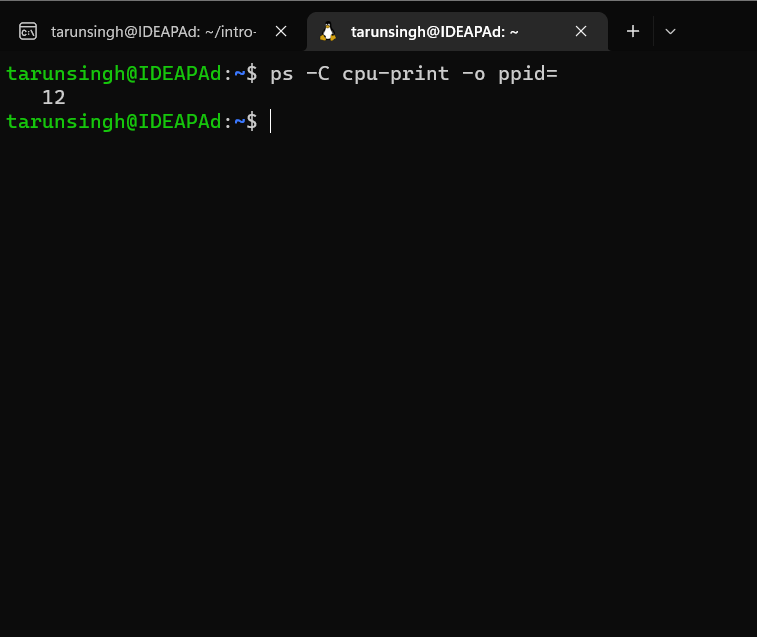 tarunsingh@IDEAPAd: ~/intro-
tarunsingh@IDEAPAd: ~
tarunsingh@IDEAPAd:~$ ps -C cpu-print -o ppid=
12
tarunsingh@IDEAPAd:~$